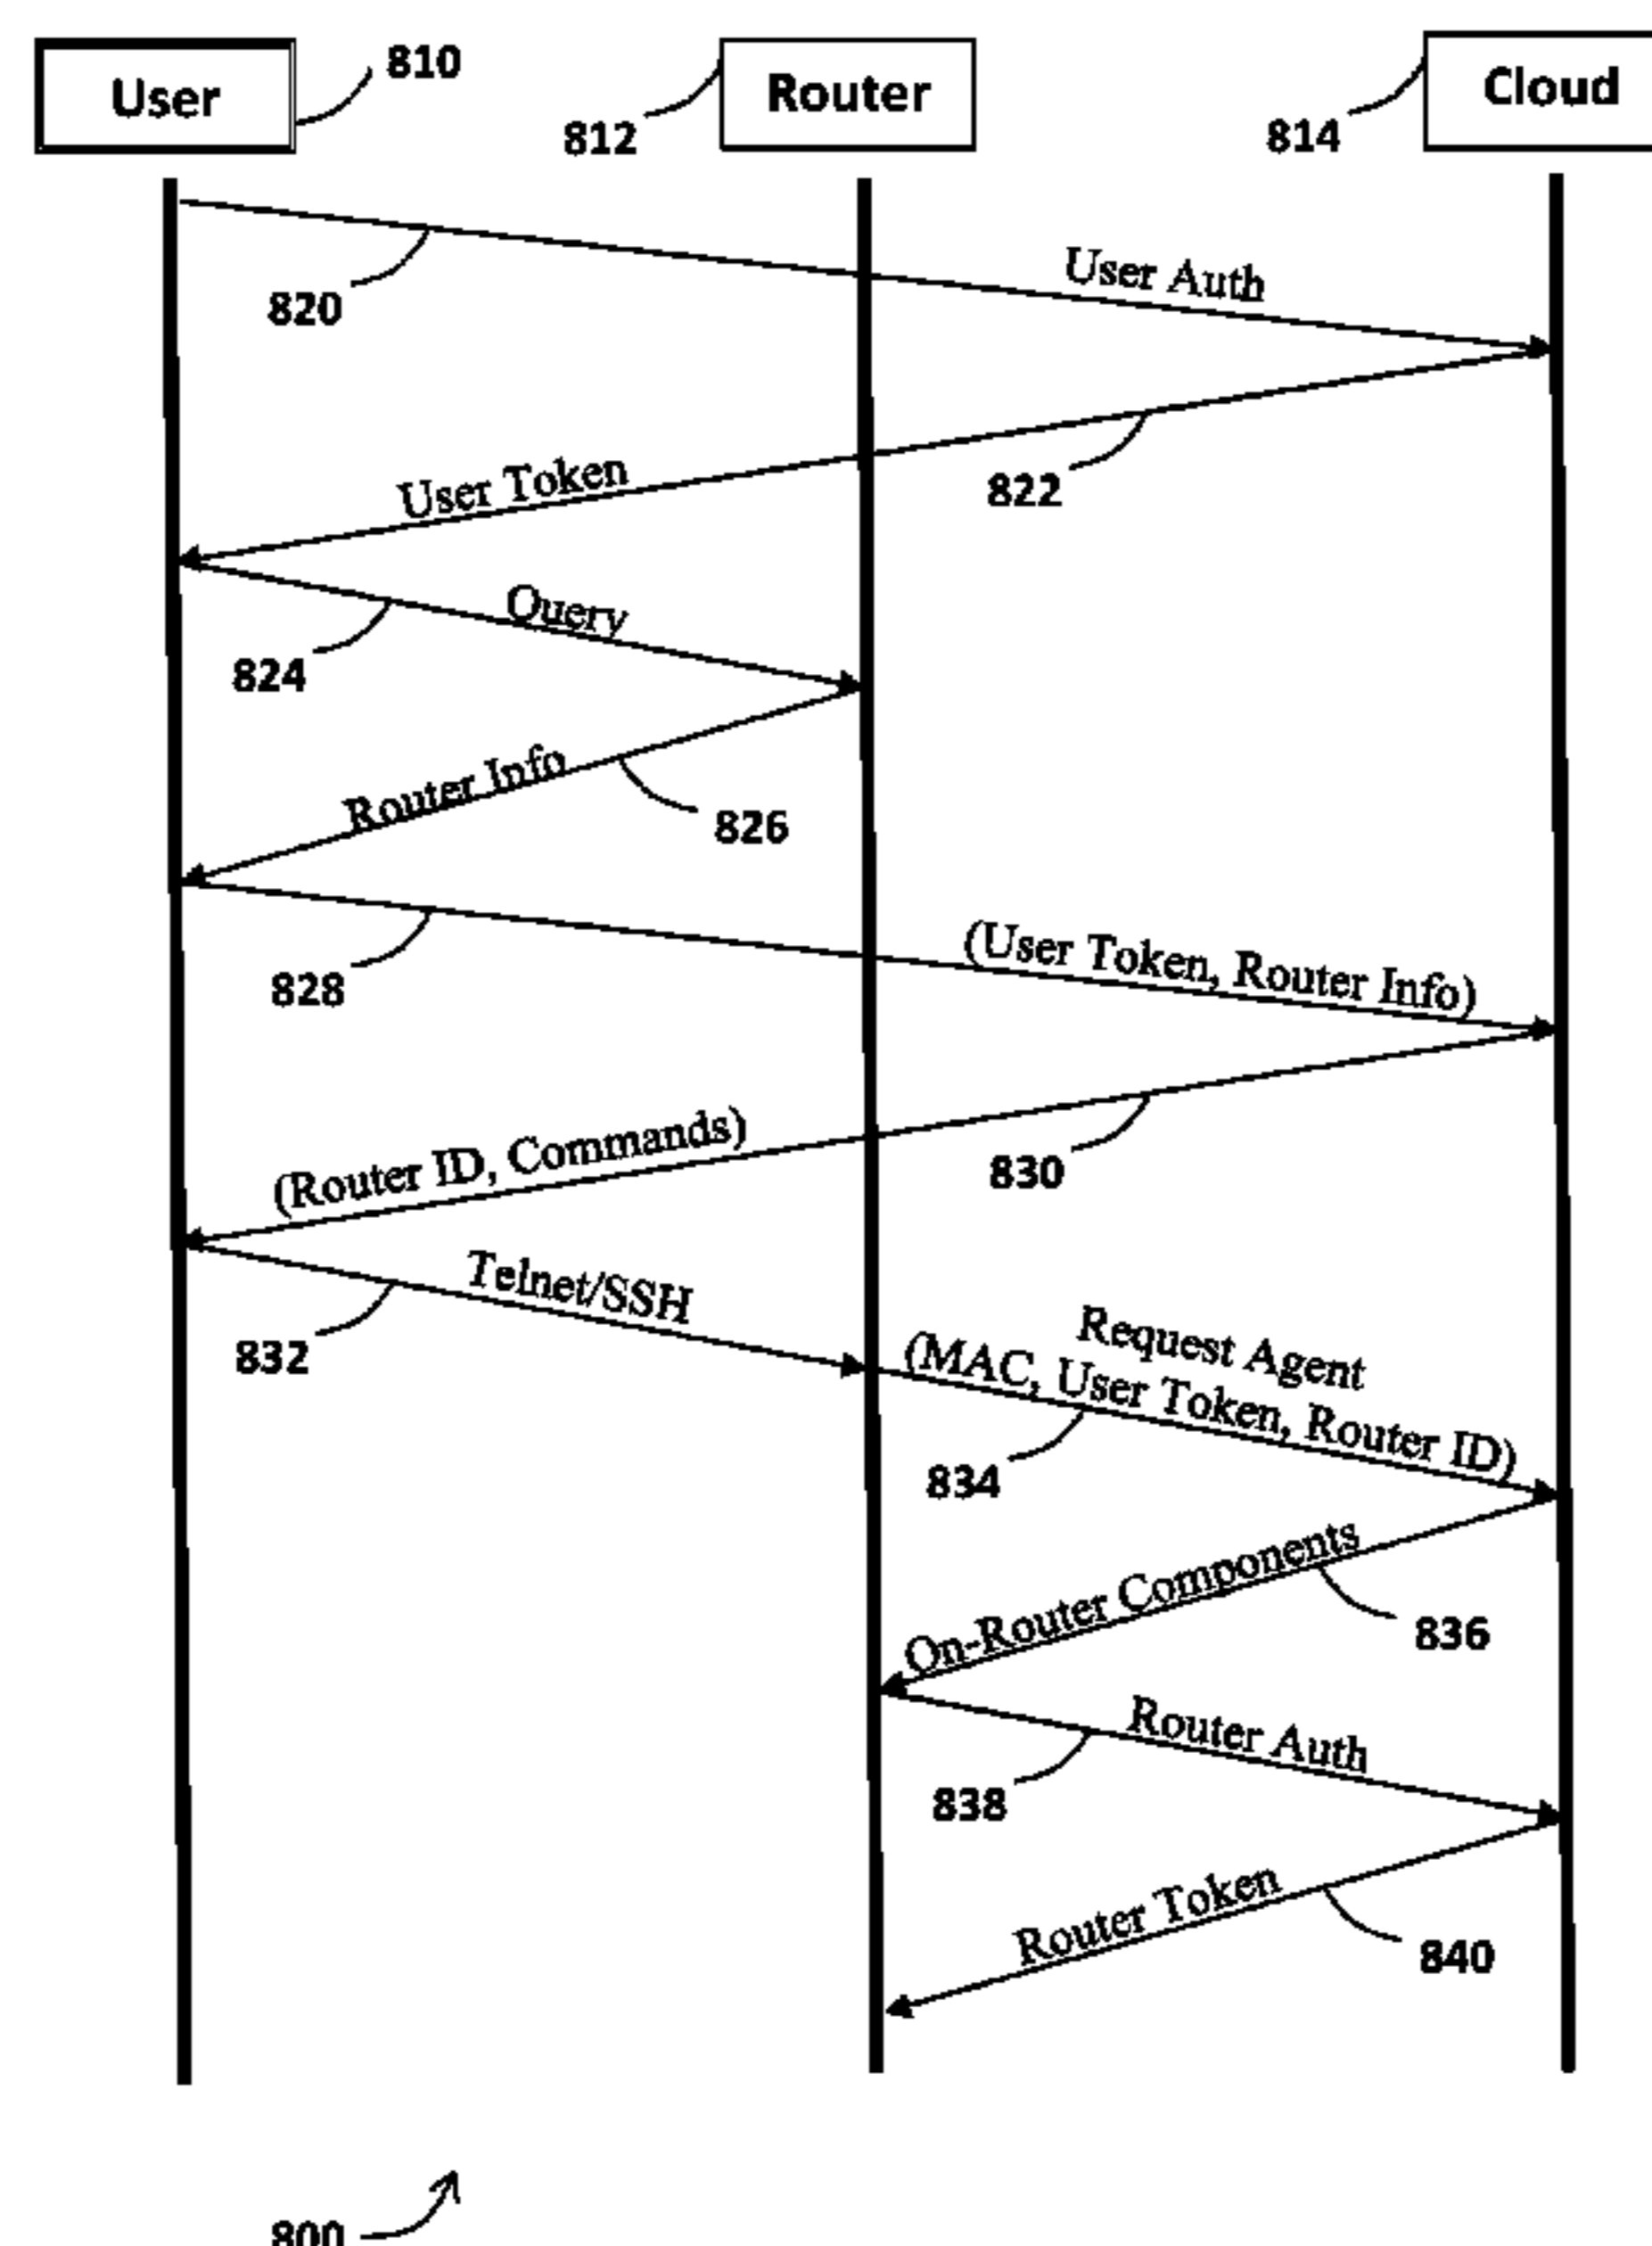 User
810
812
Router
814
Cloud
820
User Auth
822
User Token
824
Query
Router Info
826
828
(User Token, Router Info)
830
(Router ID, Commands)
832
Telnet/SSH
Request Agent
(MAC, User Token, Router ID)
834
On-Router Components
836
Router Auth
838
Router Token
840
800